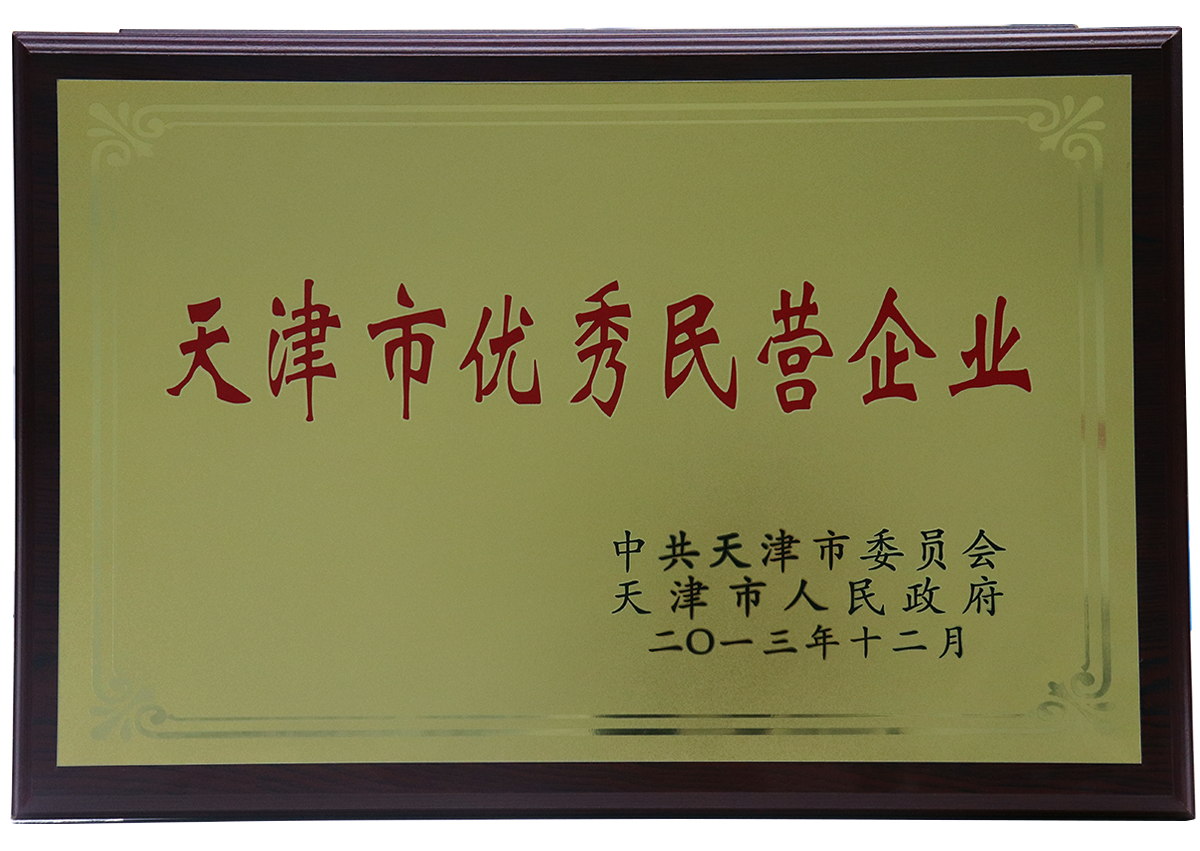 天津市优秀民营企业
中共天津市委员会
天津市人民政府
二〇一三年十二月